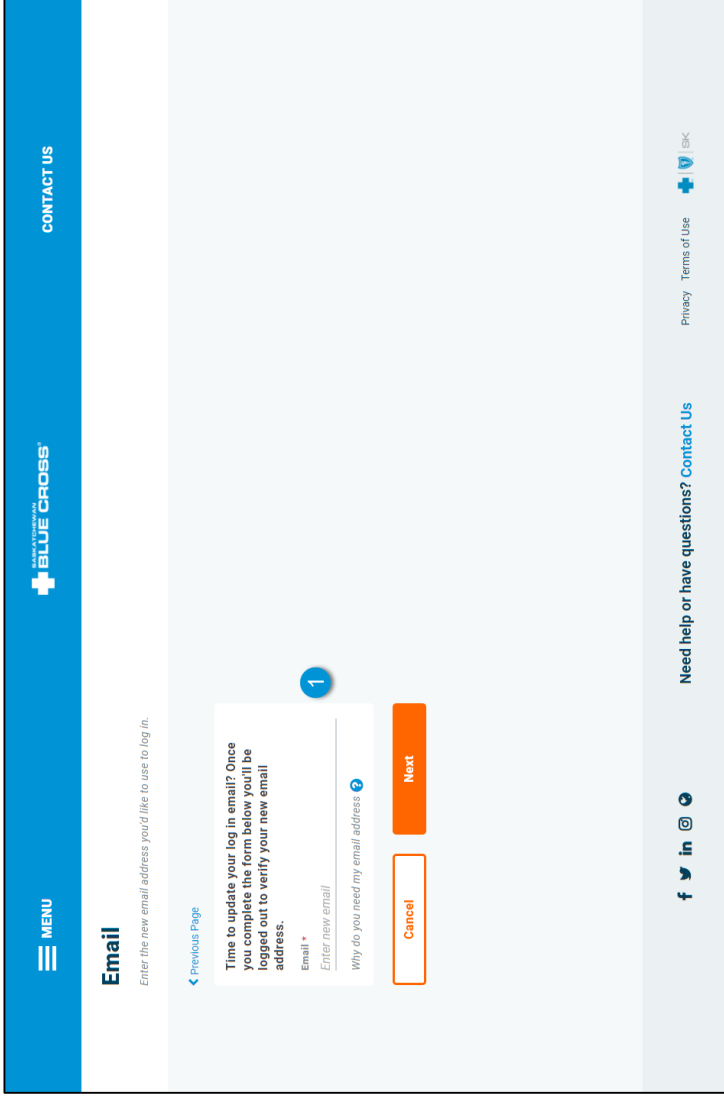 MENU
SASKATCHEWAN
BLUE CROSS®
CONTACT US
Email
Enter the new email address you'd like to use to log in.
Previous Page
Time to update your log in email? Once
you complete the form below you'll be
logged out to verify your new email
address.
Email *
Enter new email
1
Why do you need my email address ?
Cancel
Next
Need help or have questions? Contact Us
Privacy Terms of Use
SK